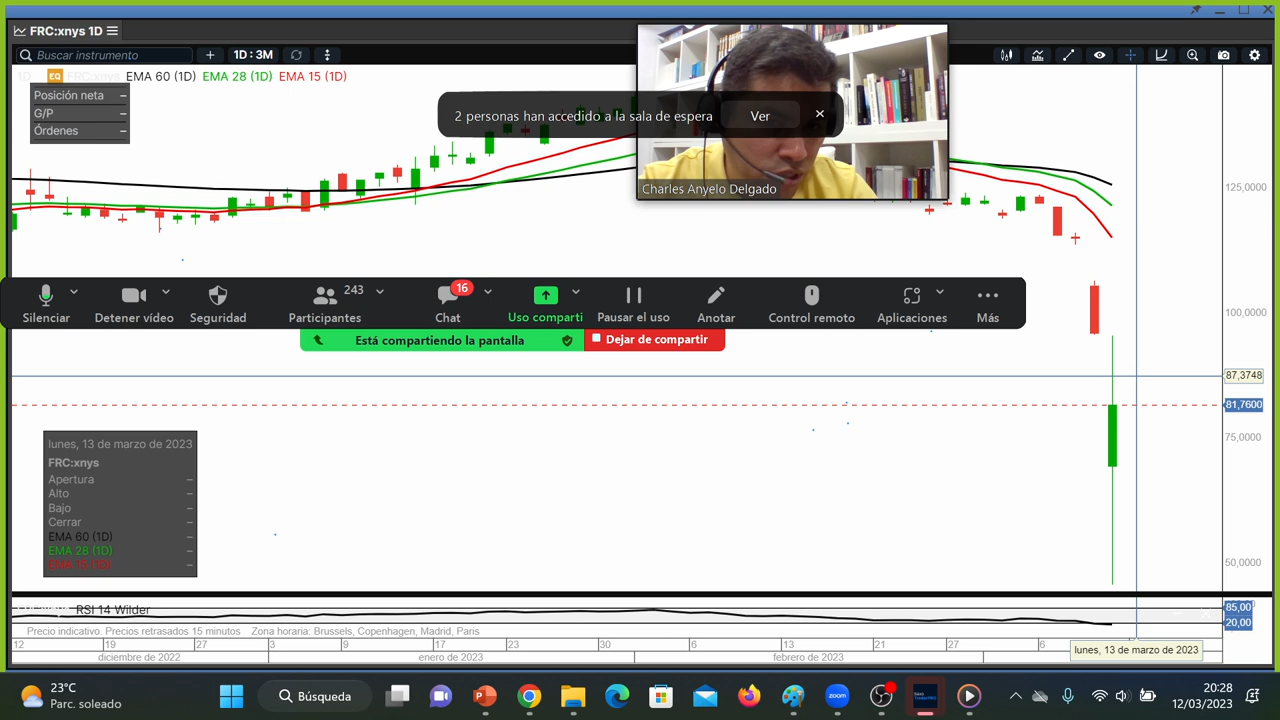 FRC:xnys 1D
Buscar instrumento
1D : 3M
1D EQ FRC:xnys EMA 60 (1D) EMA 28 (1D) EMA 15 (1D)
Posición neta –
G/P –
Órdenes –
2 personas han accedido a la sala de espera Ver
Charles Anyelo Delgado
125,0000
Silenciar
Detener vídeo
Seguridad
243
Participantes
16
Chat
Uso comparti
Pausar el uso
Anotar
Control remoto
Aplicaciones
Más
100,0000
Está compartiendo la pantalla
Dejar de compartir
87,3748
81,7600
75,0000
lunes, 13 de marzo de 2023
FRC:xnys
Apertura –
Alto –
Bajo –
Cerrar –
EMA 60 (1D) –
EMA 28 (1D) –
EMA 15 (1D) –
50,0000
RSI 14 Wilder
85,00
20,00
Precio indicativo. Precios retrasados 15 minutos Zona horaria: Brussels, Copenhagen, Madrid, Paris
12 19 27 3 9 17 23 30 6 13 21 27 6
lunes, 13 de marzo de 2023
diciembre de 2022 enero de 2023 febrero de 2023
23°C
Parc. soleado
Búsqueda
zoom
20:28
12/03/2023